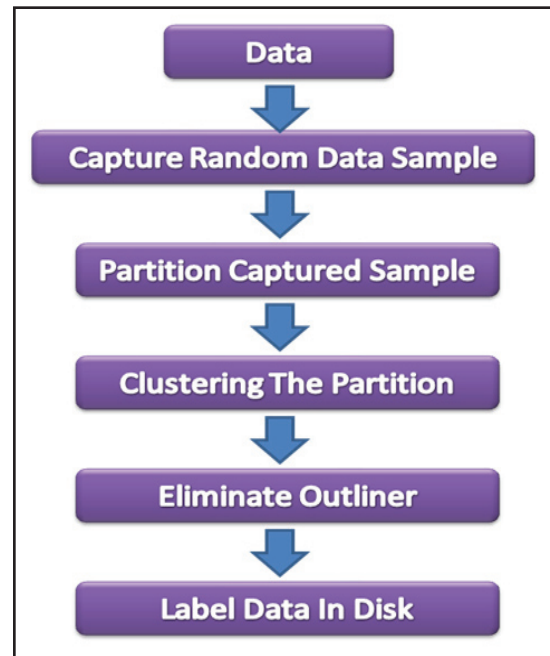 Data
Capture Random Data Sample
Partition Captured Sample
Clustering The Partition
Eliminate Outliner
Label Data In Disk